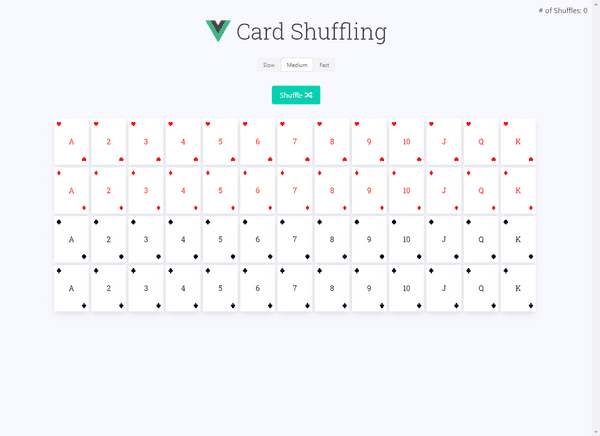 # of Shuffles: 0
Card Shuffling
Slow Medium Fast
Shuffle
A 2 3 4 5 6 7 8 9 10 J Q K
A 2 3 4 5 6 7 8 9 10 J Q K
A 2 3 4 5 6 7 8 9 10 J Q K
A 2 3 4 5 6 7 8 9 10 J Q K